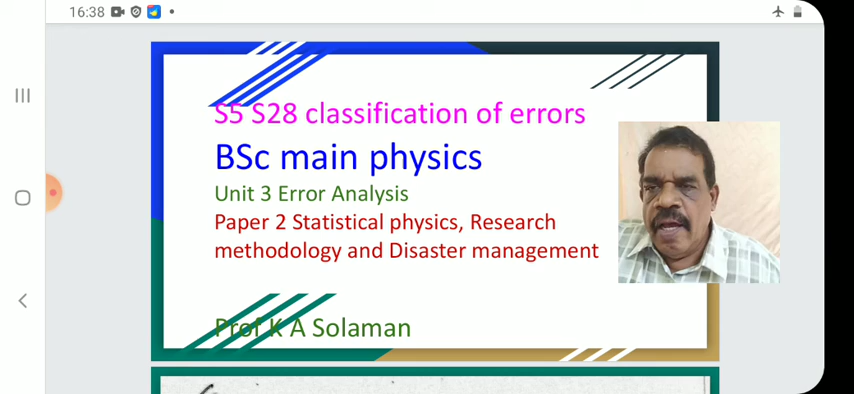 16:38
S5 S28 classification of errors
BSc main physics
Unit 3 Error Analysis
Paper 2 Statistical physics, Research
methodology and Disaster management
Prof K A Solaman